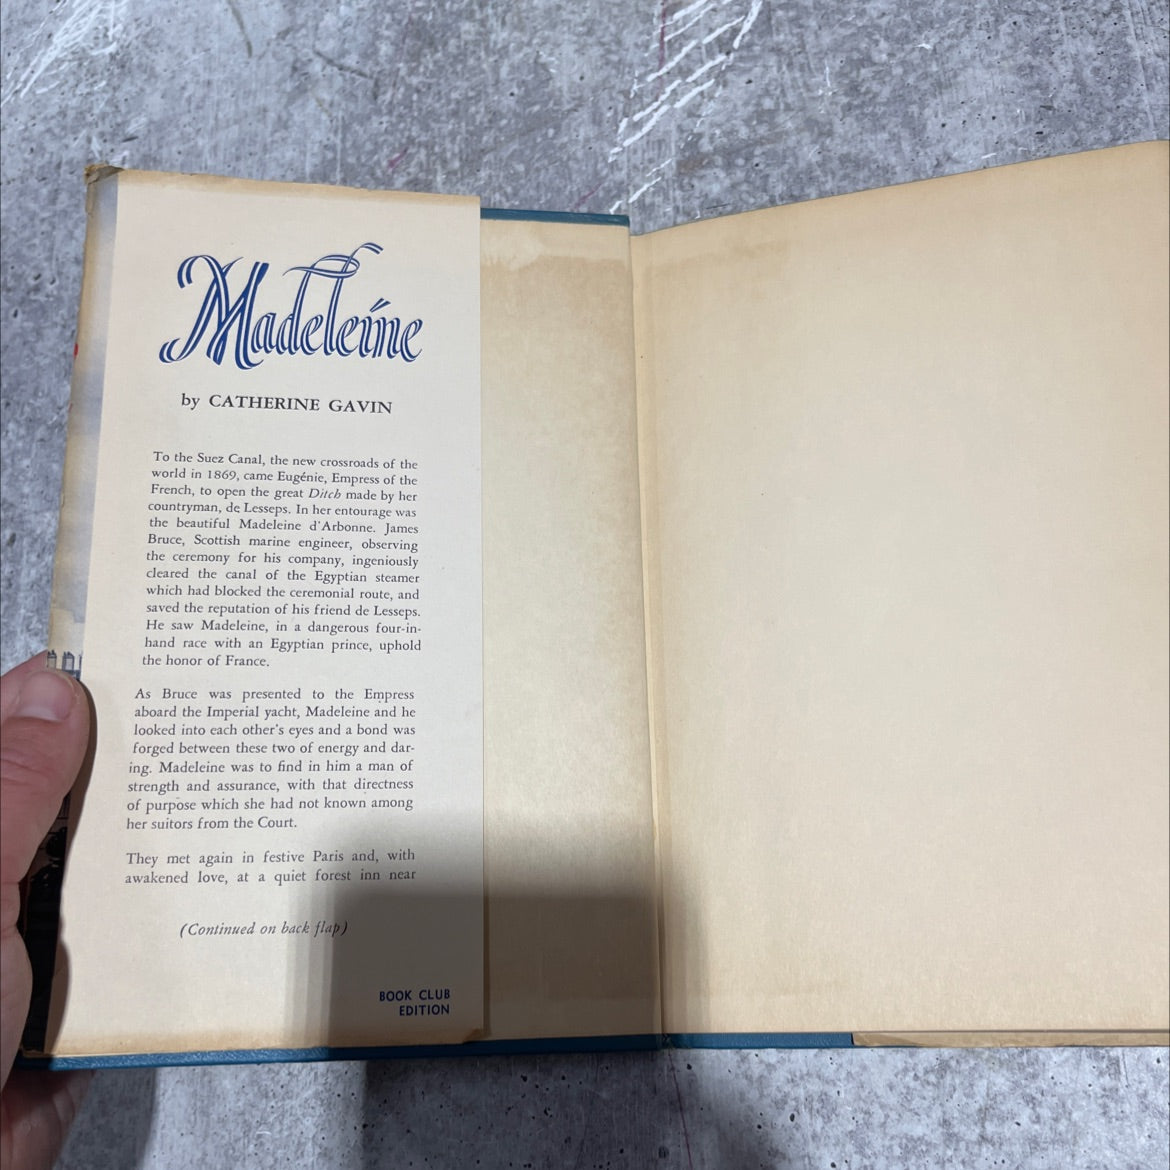 Madeleine
by CATHERINE GAVIN
To the Suez Canal, the new crossroads of the
world in 1869, came Eugénie, Empress of the
French, to open the great Ditch made by her
countryman, de Lesseps. In her entourage was
the beautiful Madeleine d'Arbonne. James
Bruce, Scottish marine engineer, observing
the ceremony for his company, ingeniously
cleared the canal of the Egyptian steamer
which had blocked the ceremonial route, and
saved the reputation of his friend de Lesseps.
He saw Madeleine, in a dangerous four-in-
hand race with an Egyptian prince, uphold
the honor of France.
As Bruce was presented to the Empress
aboard the Imperial yacht, Madeleine and he
looked into each other's eyes and a bond was
forged between these two of energy and dar-
ing. Madeleine was to find in him a man of
strength and assurance, with that directness
of purpose which she had not known among
her suitors from the Court.
They met again in festive Paris and, with
awakened love, at a quiet forest inn near
(Continued on back flap)
BOOK CLUB
EDITION